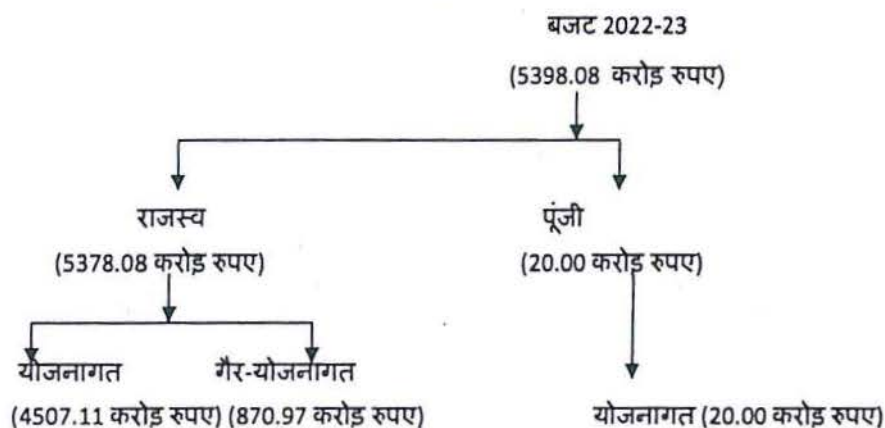 बजट 2022-23
(5398.08 करोड़ रुपए)
राजस्व
पूंजी
(5378.08 करोड़ रुपए)
(20.00 करोड़ रुपए)
योजनागत
गैर-योजनागत
(4507.11 करोड़ रुपए) (870.97 करोड़ रुपए)
योजनागत (20.00 करोड़ रुपए)